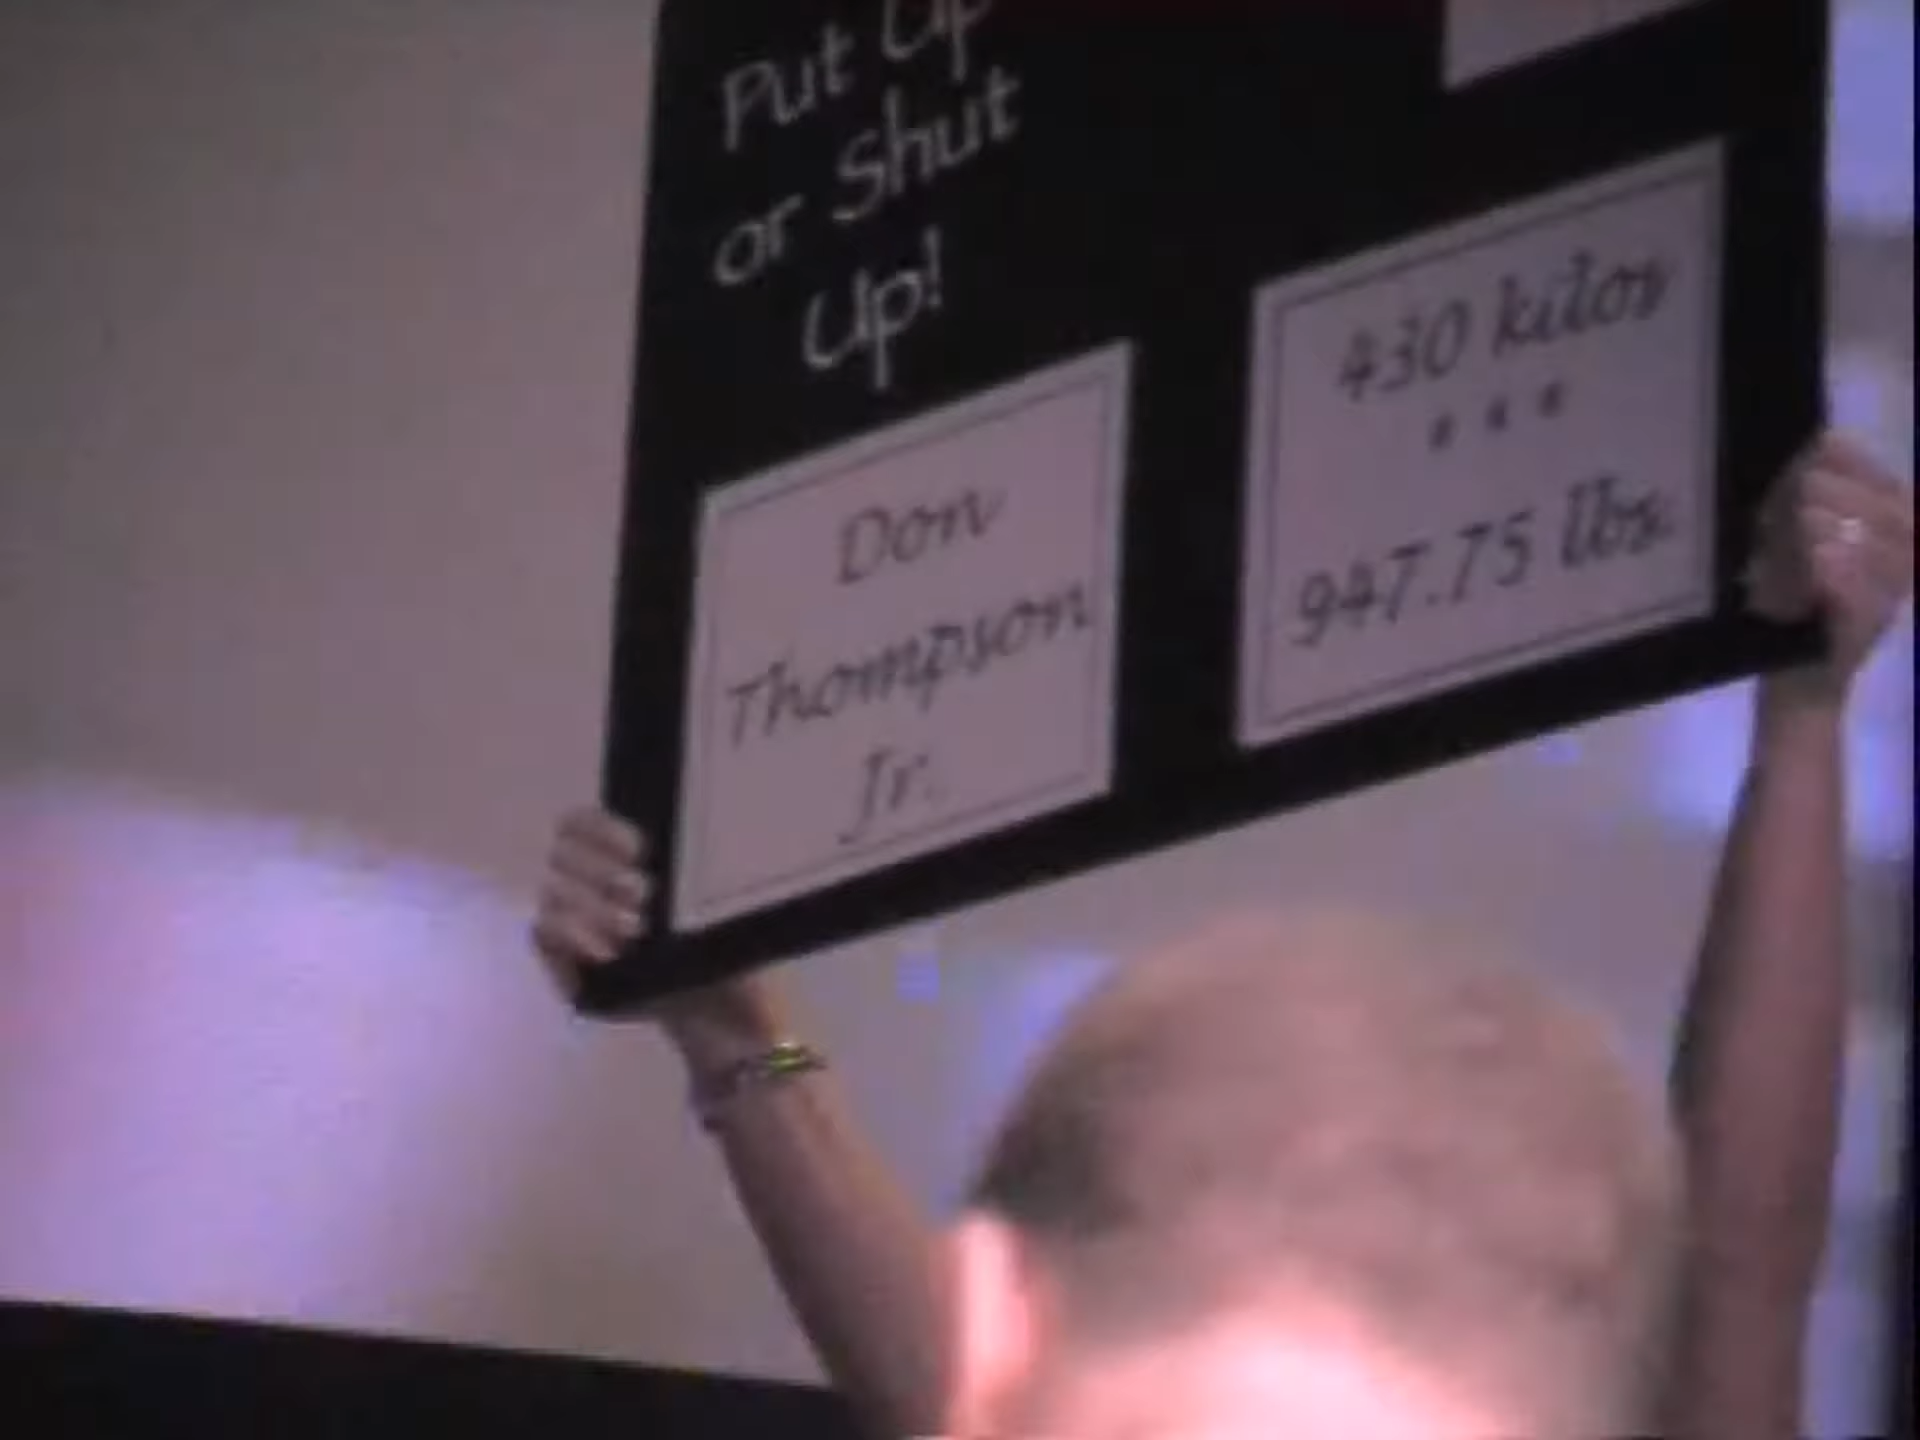 Put Up
or Shut
Up!
Don
Thompson
Jr.
430 kilos
* * *
947.75 lbs.